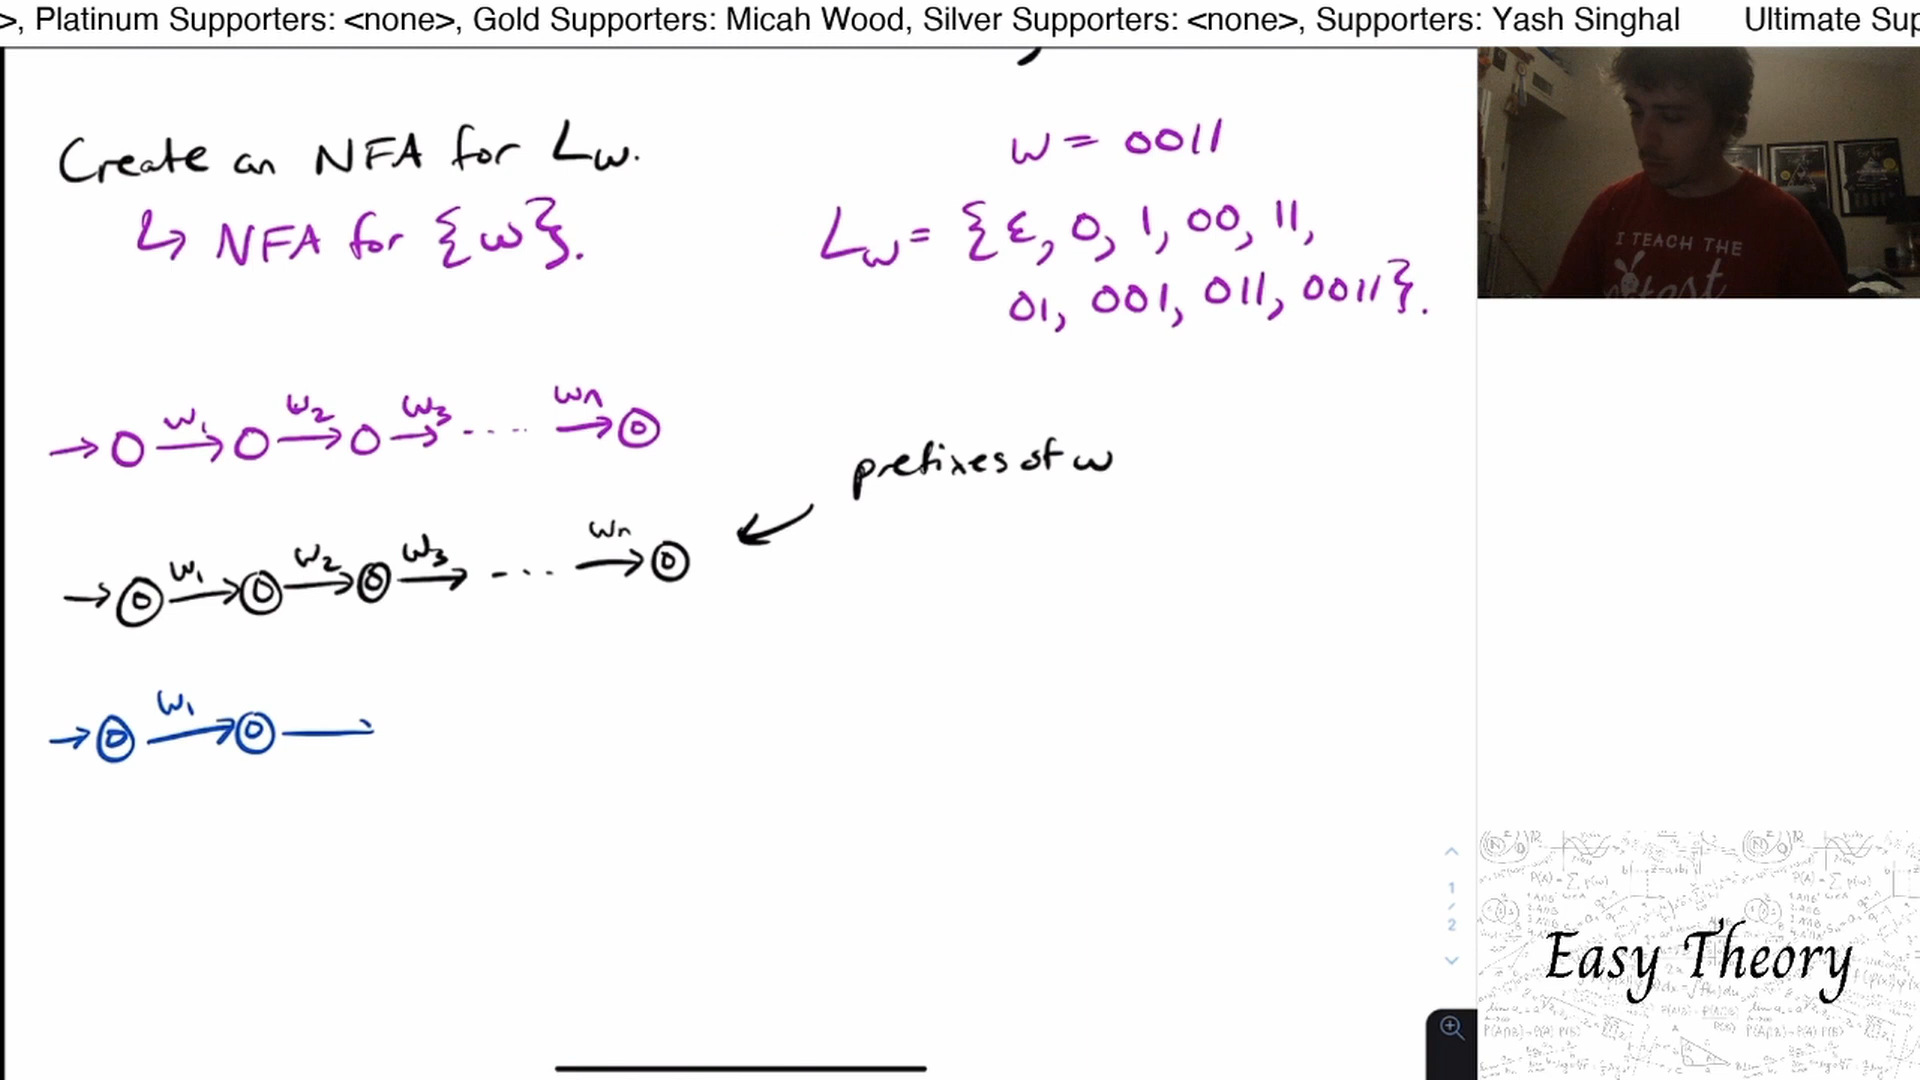 >, Platinum Supporters: <none>, Gold Supporters: Micah Wood, Silver Supporters: <none>, Supporters: Yash Singhal Ultimate Sup
Create an NFA for Lw.
↳ NFA for {w}.
w = 0011
Lw = {ε, 0, 1, 00, 11,
01, 001, 011, 0011}.
w1 w2 w3 .... wn
prefixes of w
w1 w2 w3 .... wn
w1
I TEACH THE
1
2
Easy Theory